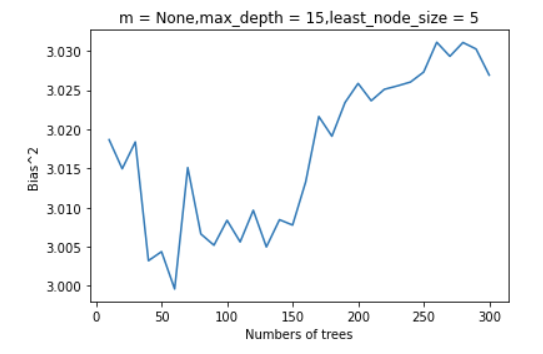 m = None,max_depth = 15,least_node_size = 5
3.030
3.025
3.020
3.015
3.010
3.005
3.000
Bias^2
0 50 100 150 200 250 300
Numbers of trees